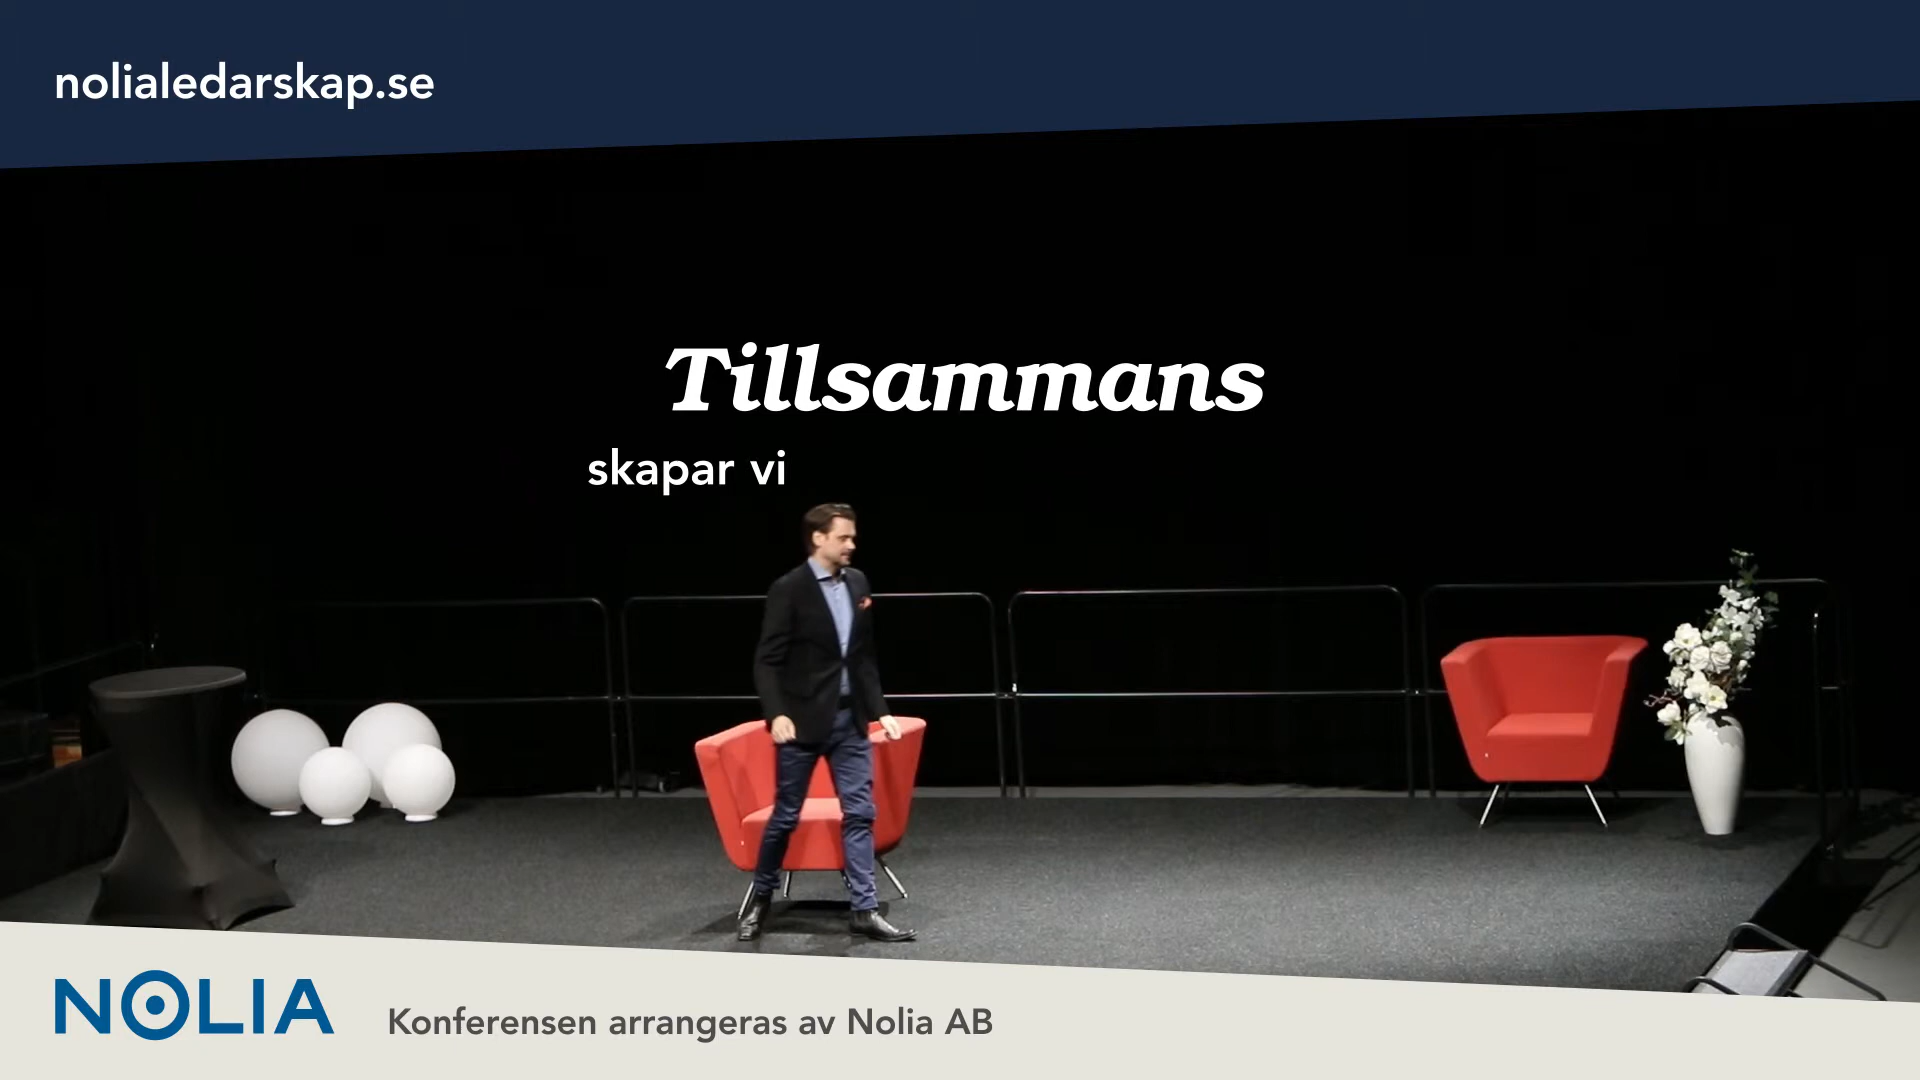 nolialedarskap.se
Tillsammans
skapar vi
NOLIA
Konferensen arrangeras av Nolia AB